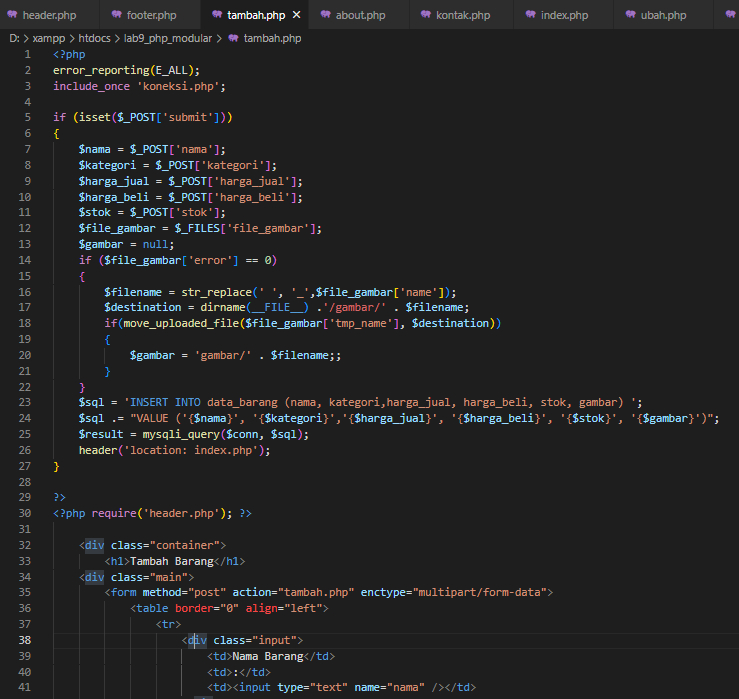 header.php footer.php tambah.php about.php kontak.php index.php ubah.php
D: > xampp > htdocs > lab9_php_modular > tambah.php
1 <?php
2 error_reporting(E_ALL);
3 include_once 'koneksi.php';
4
5 if (isset($_POST['submit']))
6 {
7 $nama = $_POST['nama'];
8 $kategori = $_POST['kategori'];
9 $harga_jual = $_POST['harga_jual'];
10 $harga_beli = $_POST['harga_beli'];
11 $stok = $_POST['stok'];
12 $file_gambar = $_FILES['file_gambar'];
13 $gambar = null;
14 if ($file_gambar['error'] == 0)
15 {
16 $filename = str_replace(' ', '_',$file_gambar['name']);
17 $destination = dirname(__FILE__) .'/gambar/' . $filename;
18 if(move_uploaded_file($file_gambar['tmp_name'], $destination))
19 {
20 $gambar = 'gambar/' . $filename;;
21 }
22 }
23 $sql = 'INSERT INTO data_barang (nama, kategori,harga_jual, harga_beli, stok, gambar) ';
24 $sql .= "VALUE ('{$nama}', '{$kategori}','{$harga_jual}', '{$harga_beli}', '{$stok}', '{$gambar}')";
25 $result = mysqli_query($conn, $sql);
26 header('location: index.php');
27 }
28
29 ?>
30 <?php require('header.php'); ?>
31
32 <div class="container">
33 <h1>Tambah Barang</h1>
34 <div class="main">
35 <form method="post" action="tambah.php" enctype="multipart/form-data">
36 <table border="0" align="left">
37 <tr>
38 <div class="input">
39 <td>Nama Barang</td>
40 <td>:</td>
41 <td><input type="text" name="nama" /></td>